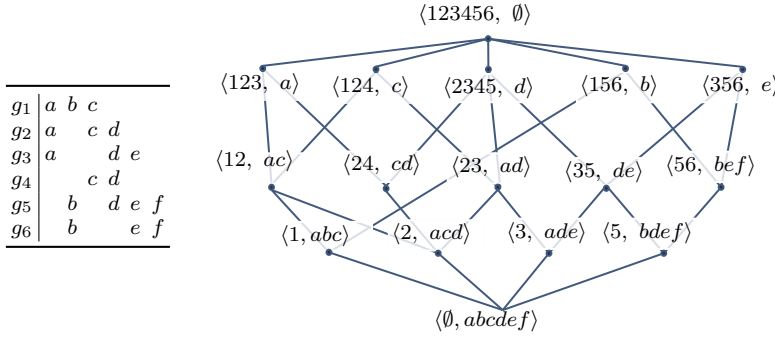 ⟨123456, ∅⟩
⟨123, a⟩ ⟨124, c⟩ ⟨2345, d⟩ ⟨156, b⟩ ⟨356, e⟩
g1 a b c
g2 a c d
g3 a d e
g4 c d
g5 b d e f
g6 b e f
⟨12, ac⟩ ⟨24, cd⟩ ⟨23, ad⟩ ⟨35, de⟩ ⟨56, bef⟩
⟨1, abc⟩ ⟨2, acd⟩ ⟨3, ade⟩ ⟨5, bdef⟩
⟨∅, abcdef⟩